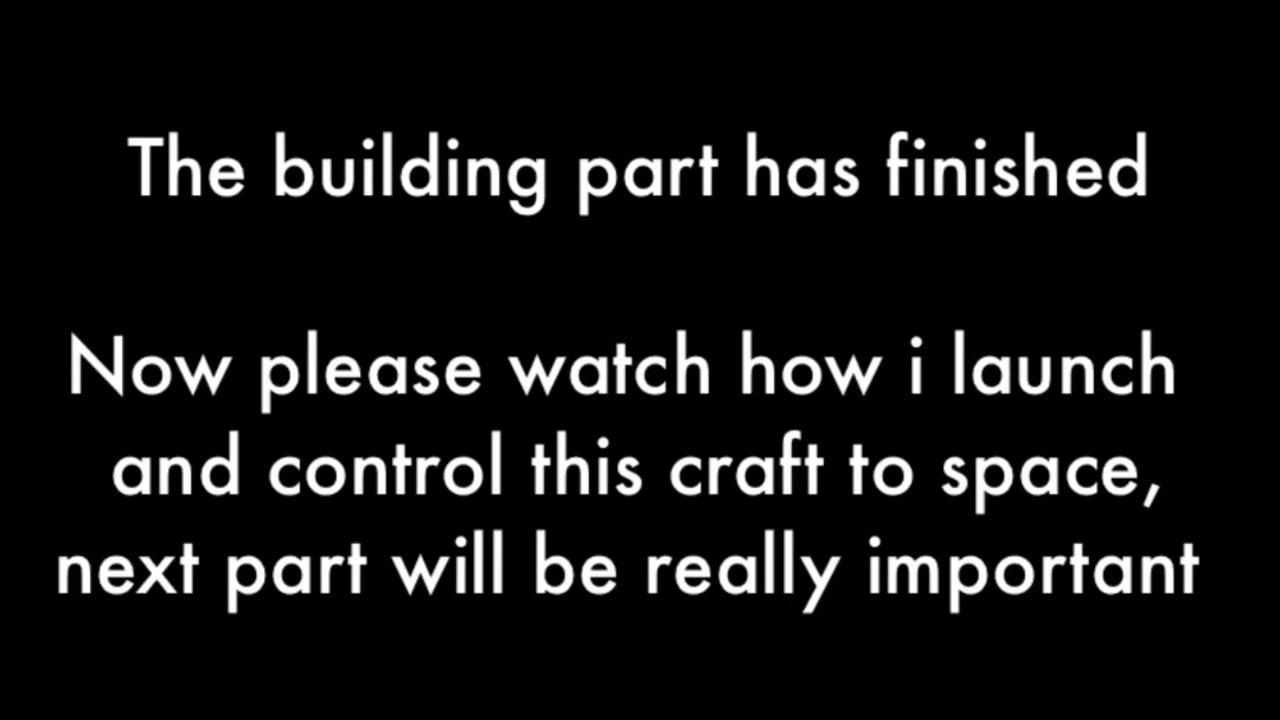 The building part has finished
Now please watch how i launch
and control this craft to space,
next part will be really important